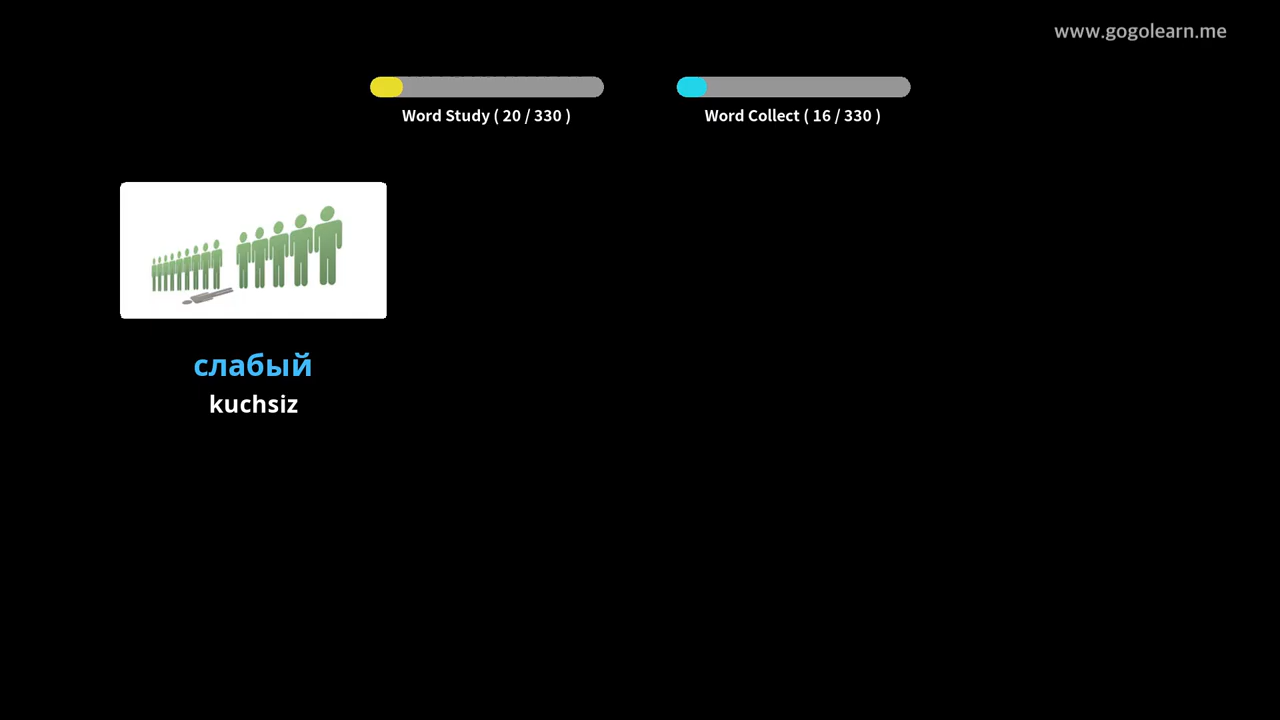 www.gogolearn.me
Word Study ( 20 / 330 )
Word Collect ( 16 / 330 )
слабый
kuchsiz